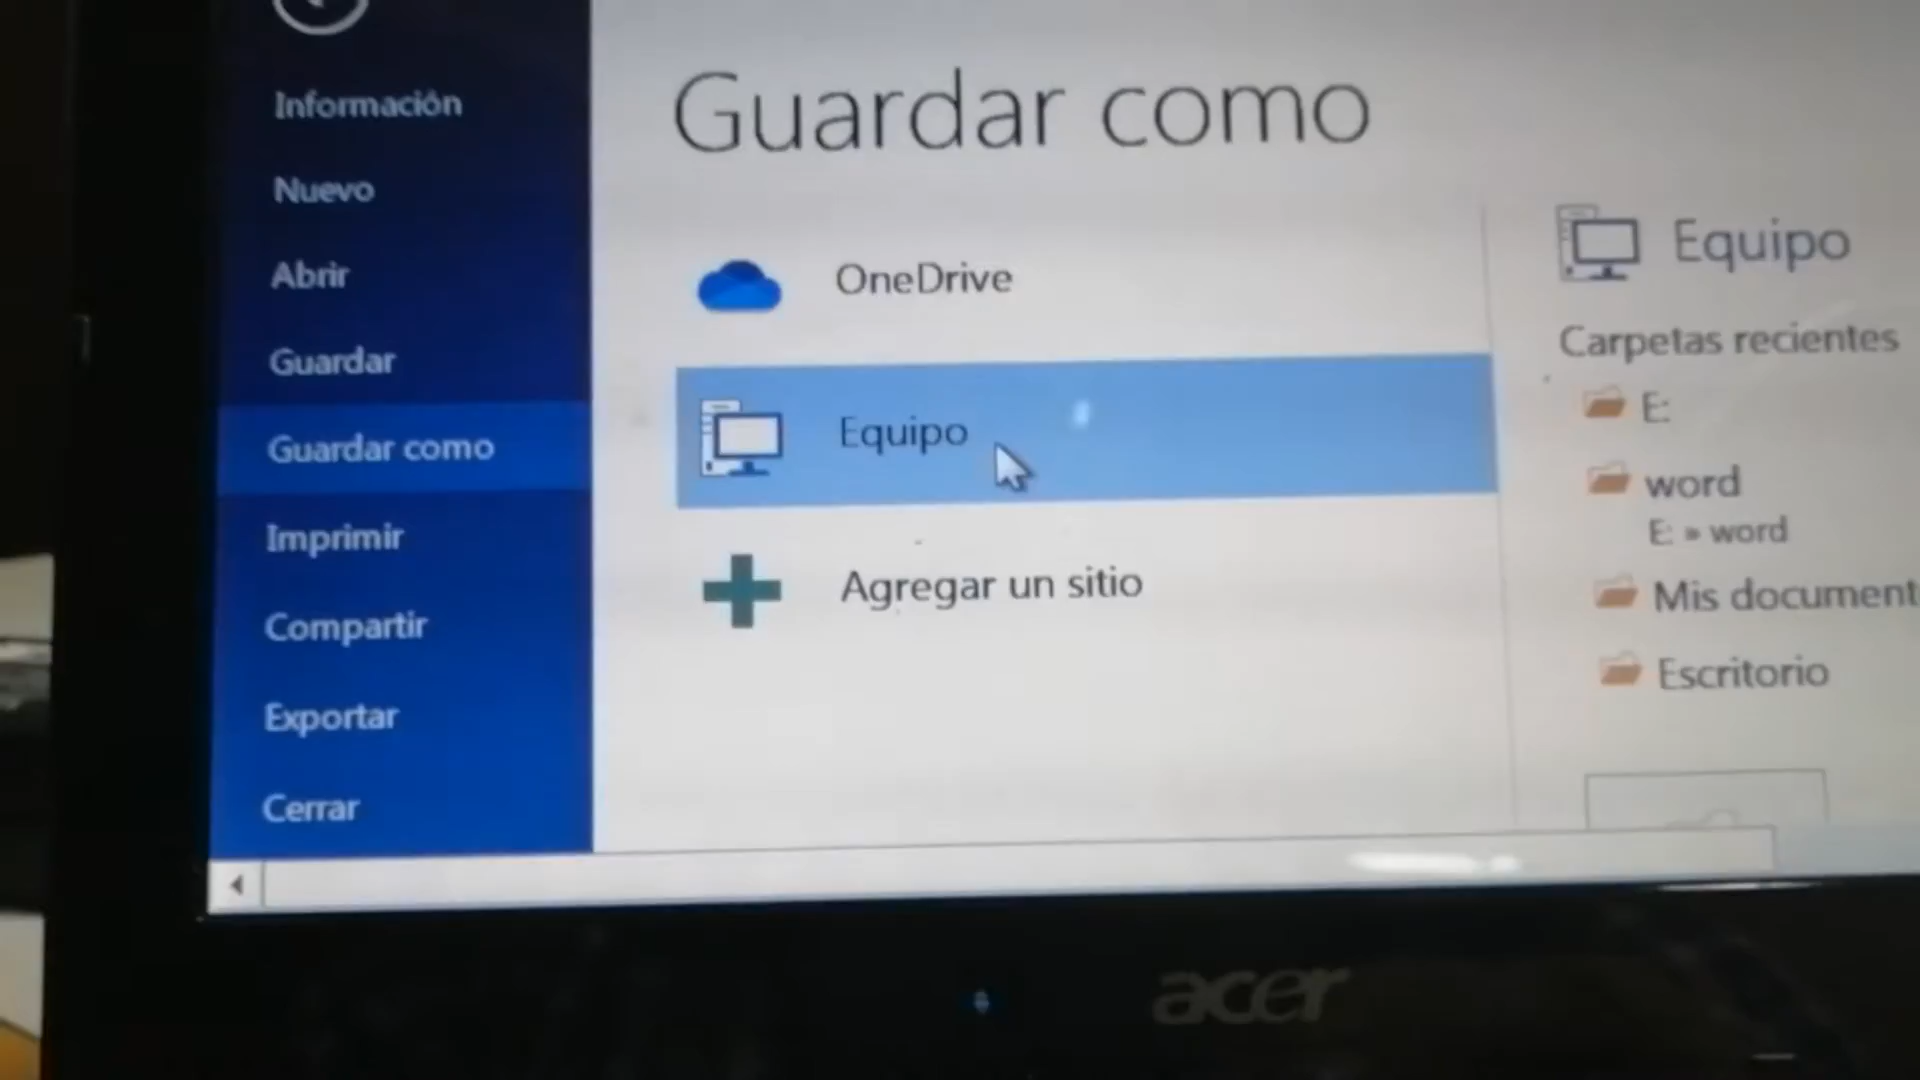 Información
Nuevo
Abrir
Guardar
Guardar como
Imprimir
Compartir
Exportar
Cerrar
Guardar como
OneDrive
Equipo
Agregar un sitio
Equipo
Carpetas recientes
E:
word
E: » word
Mis document
Escritorio
acer